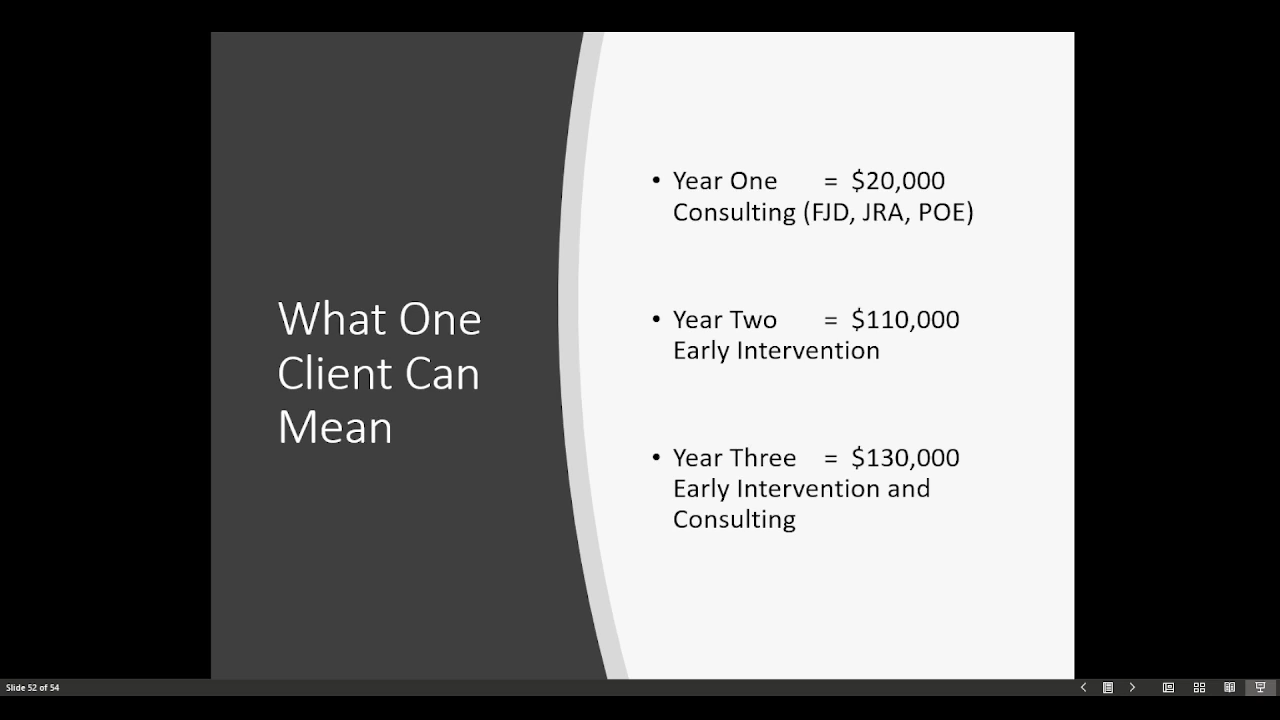 What One
Client Can
Mean
• Year One = $20,000
Consulting (FJD, JRA, POE)
• Year Two = $110,000
Early Intervention
• Year Three = $130,000
Early Intervention and
Consulting
Slide 52 of 54